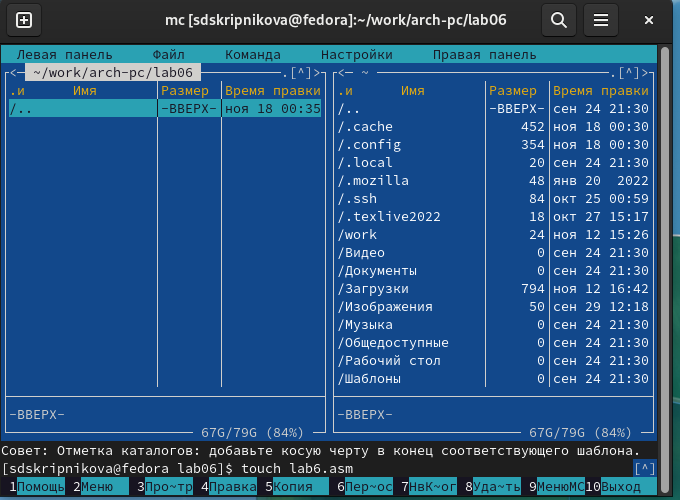 mc [sdskripnikova@fedora]:~/work/arch-pc/lab06
Левая панель Файл Команда Настройки Правая панель
<─ ~/work/arch-pc/lab06 ─.[^]>
.и Имя Размер Время правки
/.. -ВВЕРХ- ноя 18 00:35
-ВВЕРХ-
67G/79G (84%)
<─ ~ ─.[^]>
.и Имя Размер Время правки
/.. -ВВЕРХ- сен 24 21:30
/.cache 452 ноя 18 00:30
/.config 354 ноя 18 00:30
/.local 20 сен 24 21:30
/.mozilla 48 янв 20 2022
/.ssh 84 окт 25 00:59
/.texlive2022 18 окт 27 15:17
/work 24 ноя 12 15:26
/Видео 0 сен 24 21:30
/Документы 0 сен 24 21:30
/Загрузки 794 ноя 12 16:42
/Изображения 50 сен 29 12:18
/Музыка 0 сен 24 21:30
/Общедоступные 0 сен 24 21:30
/Рабочий стол 0 сен 24 21:30
/Шаблоны 0 сен 24 21:30
-ВВЕРХ-
67G/79G (84%)
Совет: Отметка каталогов: добавьте косую черту в конец соответствующего шаблона.
[sdskripnikova@fedora lab06]$ touch lab6.asm [^]
1Помощь 2Меню 3Про~тр 4Правка 5Копия 6Пер~ос 7НвК~ог 8Уда~ть 9МенюМС 10Выход